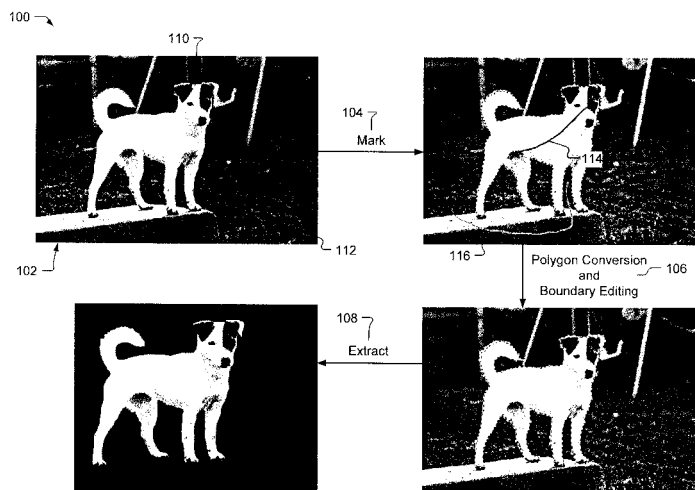 100
110
104
Mark
114
112
102
116
Polygon Conversion
and
Boundary Editing
106
108
Extract